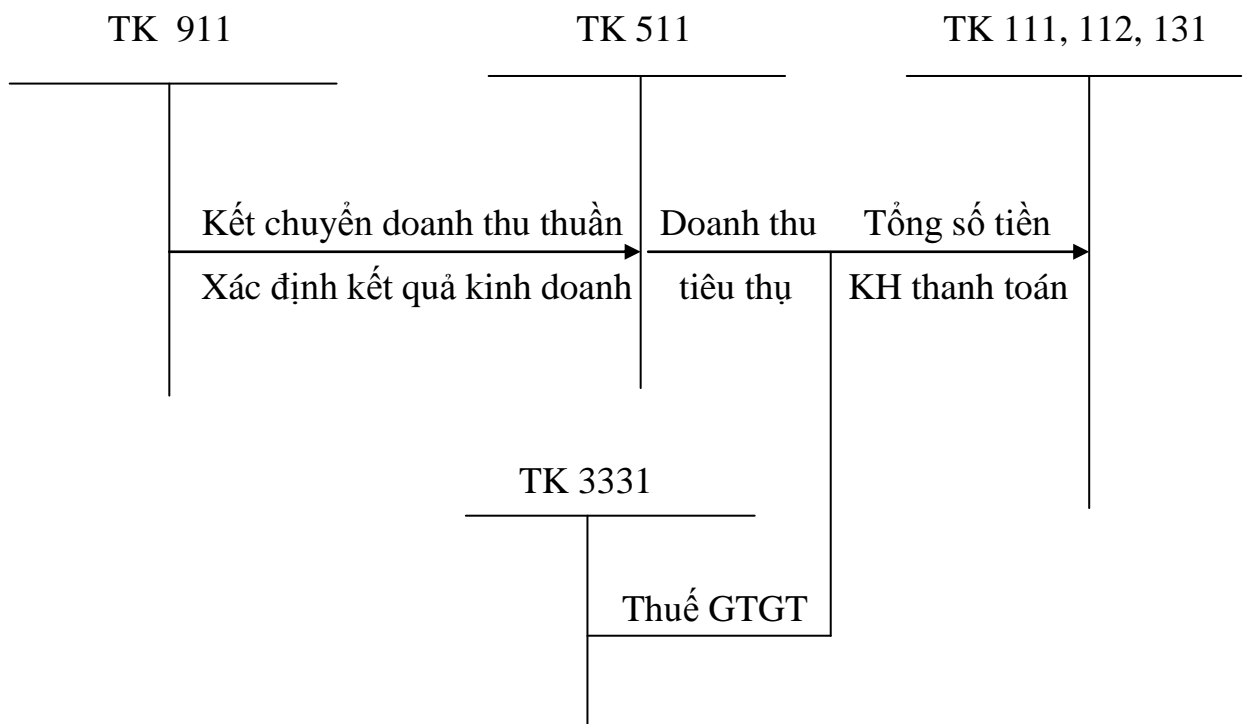 TK 911
TK 511
TK 111, 112, 131
Kết chuyển doanh thu thuần
Xác định kết quả kinh doanh
Doanh thu
tiêu thụ
Tổng số tiền
KH thanh toán
TK 3331
Thuế GTGT